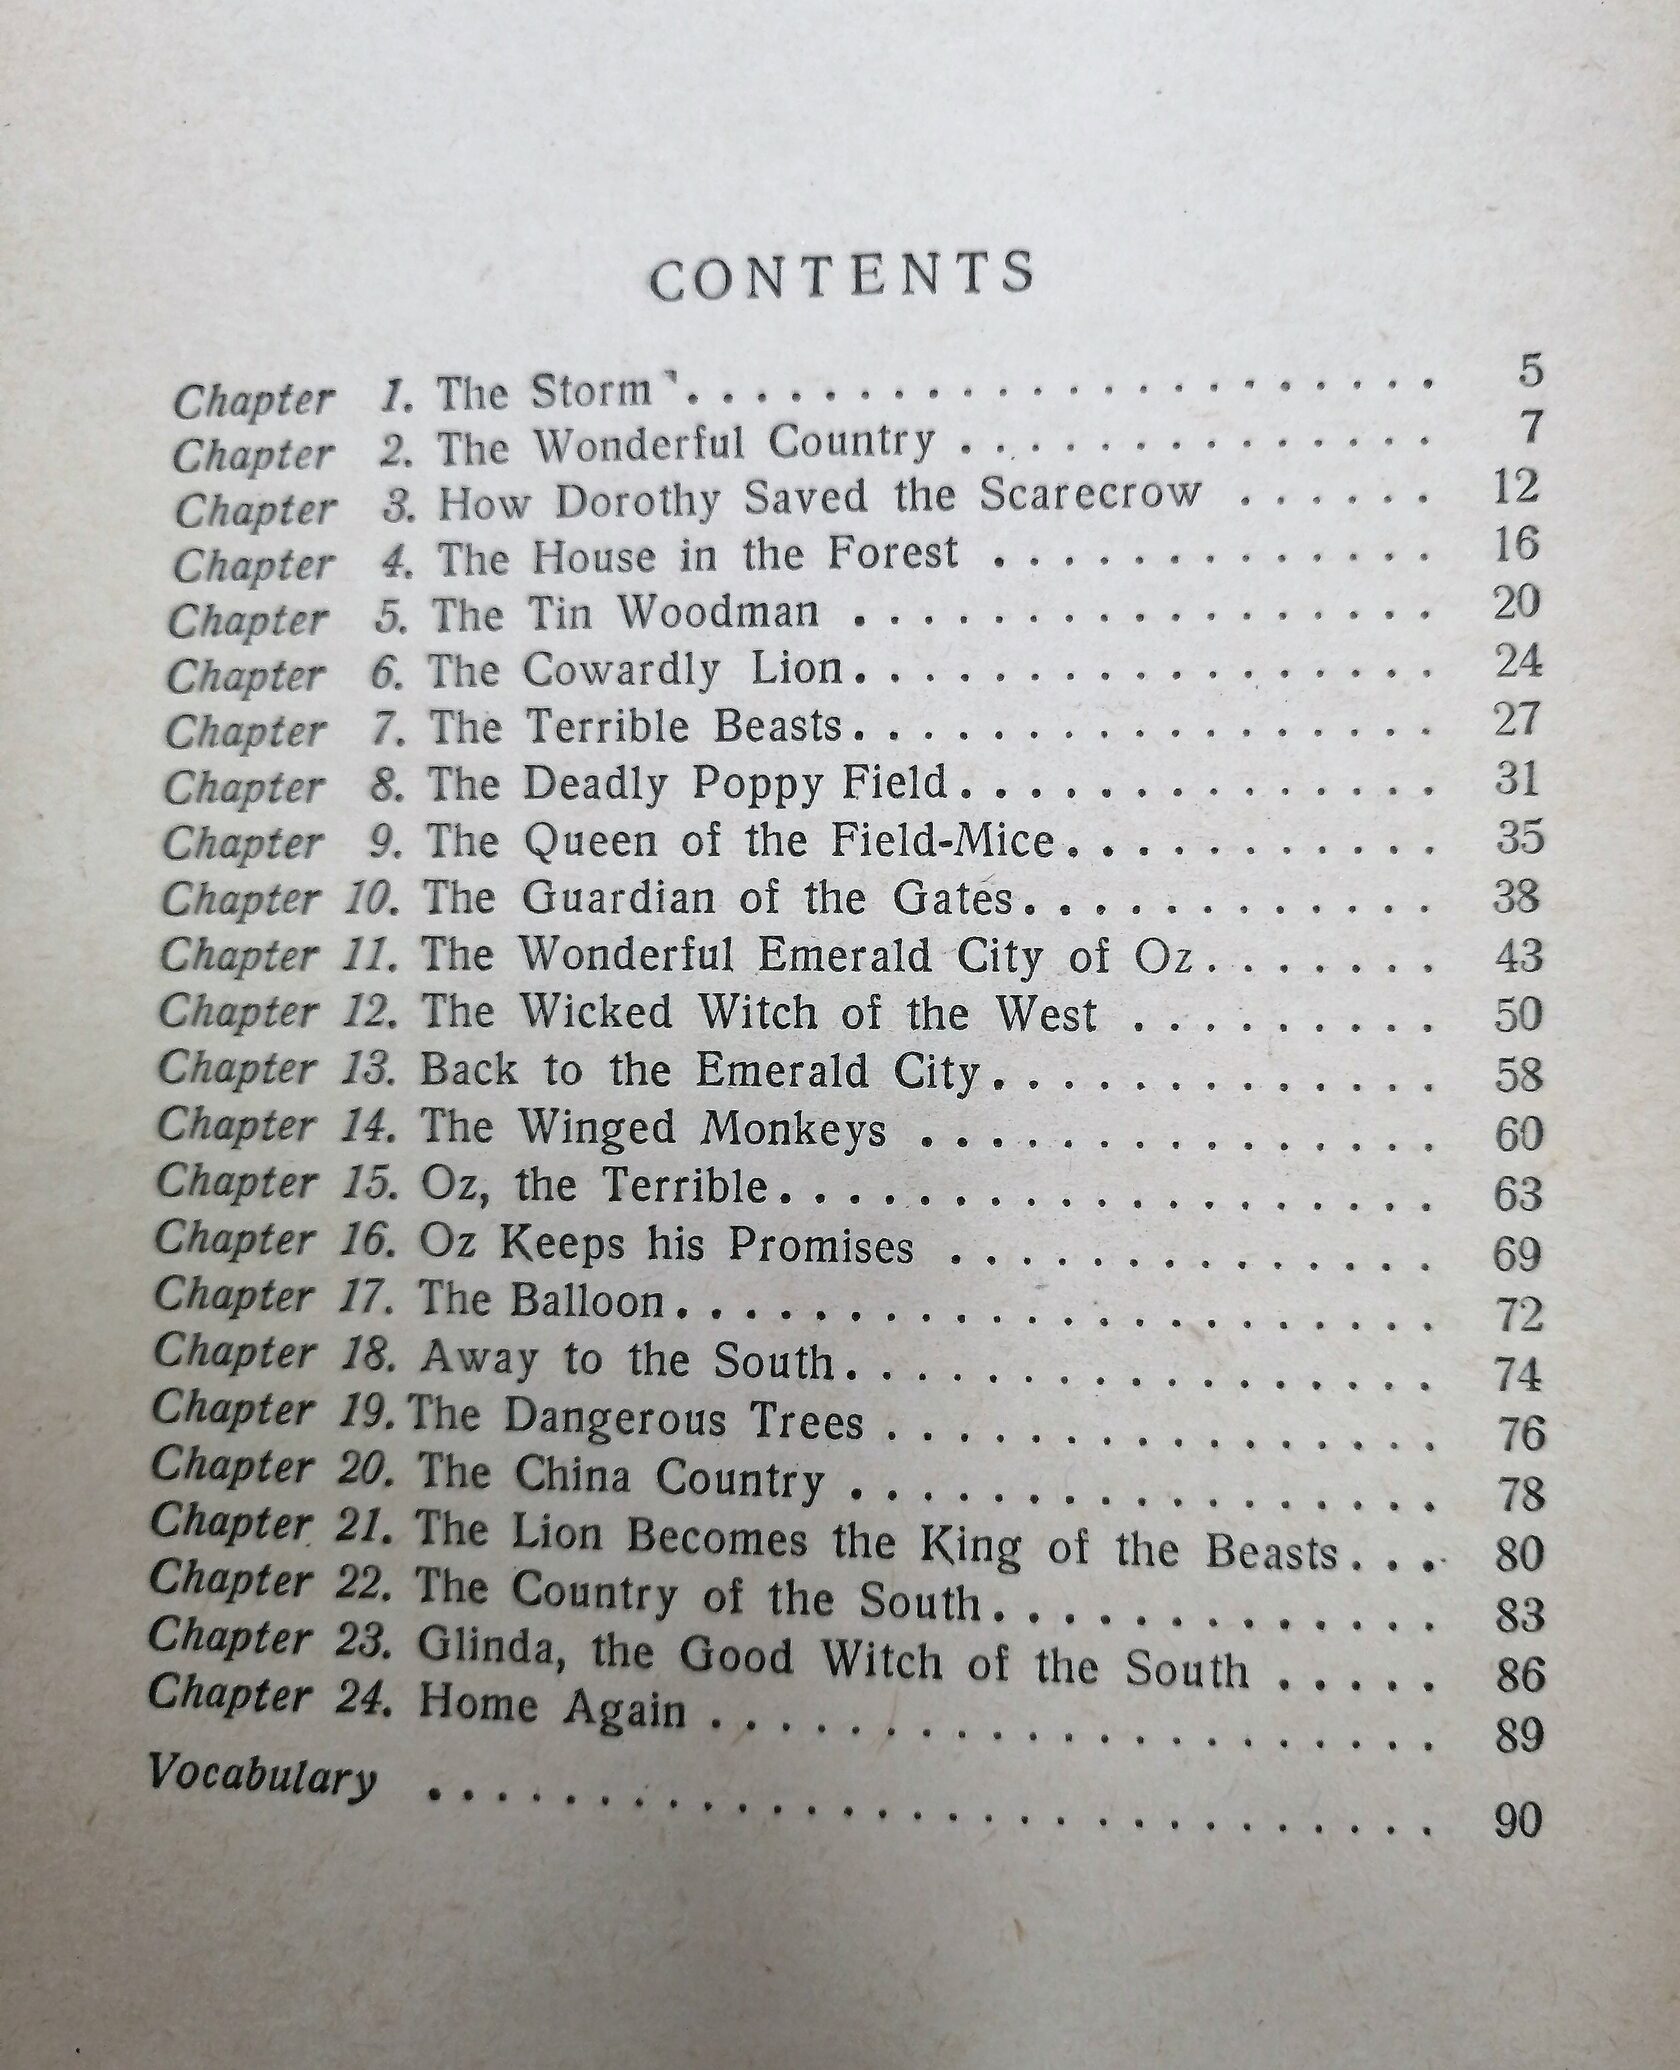 CONTENTS
Chapter 1. The Storm . . . . . . . . . . . . . . . . . . . . . . 5
Chapter 2. The Wonderful Country . . . . . . . . . . . . . . 7
Chapter 3. How Dorothy Saved the Scarecrow . . . . . . 12
Chapter 4. The House in the Forest . . . . . . . . . . . . . 16
Chapter 5. The Tin Woodman . . . . . . . . . . . . . . . . . 20
Chapter 6. The Cowardly Lion . . . . . . . . . . . . . . . . . 24
Chapter 7. The Terrible Beasts . . . . . . . . . . . . . . . . . 27
Chapter 8. The Deadly Poppy Field . . . . . . . . . . . . . . 31
Chapter 9. The Queen of the Field-Mice . . . . . . . . . . . 35
Chapter 10. The Guardian of the Gates . . . . . . . . . . . . 38
Chapter 11. The Wonderful Emerald City of Oz . . . . . . . 43
Chapter 12. The Wicked Witch of the West . . . . . . . . . 50
Chapter 13. Back to the Emerald City . . . . . . . . . . . . . 58
Chapter 14. The Winged Monkeys . . . . . . . . . . . . . . . 60
Chapter 15. Oz, the Terrible . . . . . . . . . . . . . . . . . . . 63
Chapter 16. Oz Keeps his Promises . . . . . . . . . . . . . . 69
Chapter 17. The Balloon . . . . . . . . . . . . . . . . . . . . . . 72
Chapter 18. Away to the South . . . . . . . . . . . . . . . . . 74
Chapter 19. The Dangerous Trees . . . . . . . . . . . . . . . . 76
Chapter 20. The China Country . . . . . . . . . . . . . . . . . 78
Chapter 21. The Lion Becomes the King of the Beasts . . . 80
Chapter 22. The Country of the South . . . . . . . . . . . . . 83
Chapter 23. Glinda, the Good Witch of the South . . . . . 86
Chapter 24. Home Again . . . . . . . . . . . . . . . . . . . . . 89
Vocabulary . . . . . . . . . . . . . . . . . . . . . . . . . . . . . 90